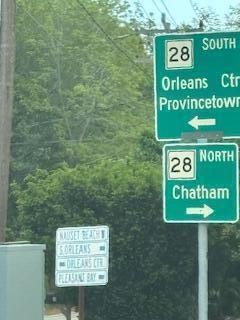 28 SOUTH
Orleans Ctr
Provincetown
28 NORTH
Chatham
NAUSET BEACH
S.ORLEANS
ORLEANS CTR.
PLEASANT BAY